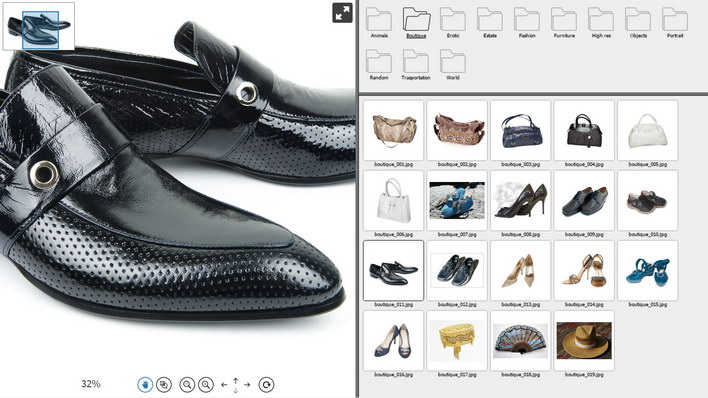 Animals Boutique Erotic Estate Fashion Furniture High res Objects Portrait
Random Trasportation World
boutique_001.jpg boutique_002.jpg boutique_003.jpg boutique_004.jpg boutique_005.jpg
boutique_006.jpg boutique_007.jpg boutique_008.jpg boutique_009.jpg boutique_010.jpg
boutique_011.jpg boutique_012.jpg boutique_013.jpg boutique_014.jpg boutique_015.jpg
boutique_016.jpg boutique_017.jpg boutique_018.jpg boutique_019.jpg
32%